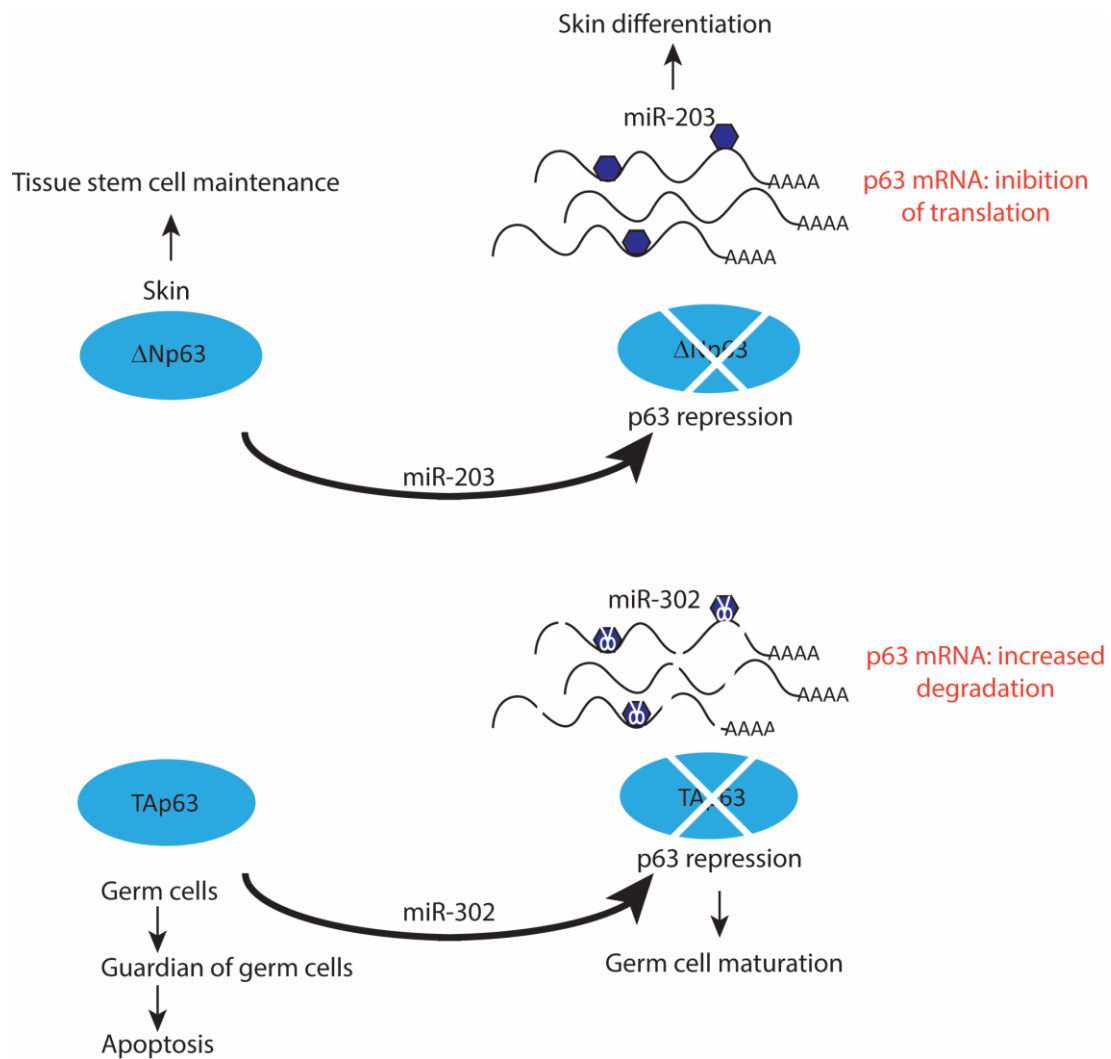 Skin differentiation
miR-203
Tissue stem cell maintenance
AAAA
p63 mRNA: inibition
of translation
AAAA
AAAA
Skin
ΔNp63
ΔNp63
p63 repression
miR-203
miR-302
AAAA
p63 mRNA: increased
degradation
AAAA
AAAA
TAp63
TAp63
p63 repression
Germ cells
miR-302
Guardian of germ cells
Germ cell maturation
Apoptosis